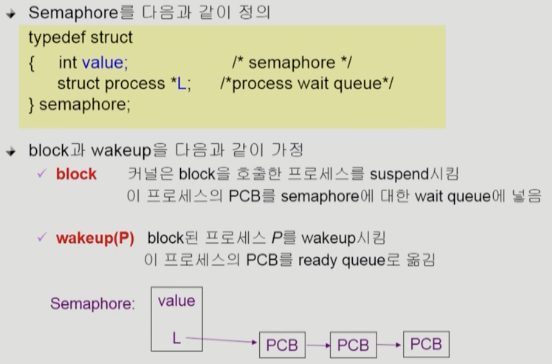 Semaphore를 다음과 같이 정의
typedef struct
{ int value; /* semaphore */
struct process *L; /*process wait queue*/
} semaphore;
block과 wakeup을 다음과 같이 가정
block 커널은 block을 호출한 프로세스를 suspend시킴
이 프로세스의 PCB를 semaphore에 대한 wait queue에 넣음
wakeup(P) block된 프로세스 P를 wakeup시킴
이 프로세스의 PCB를 ready queue로 옮김
Semaphore: value
L
PCB PCB PCB